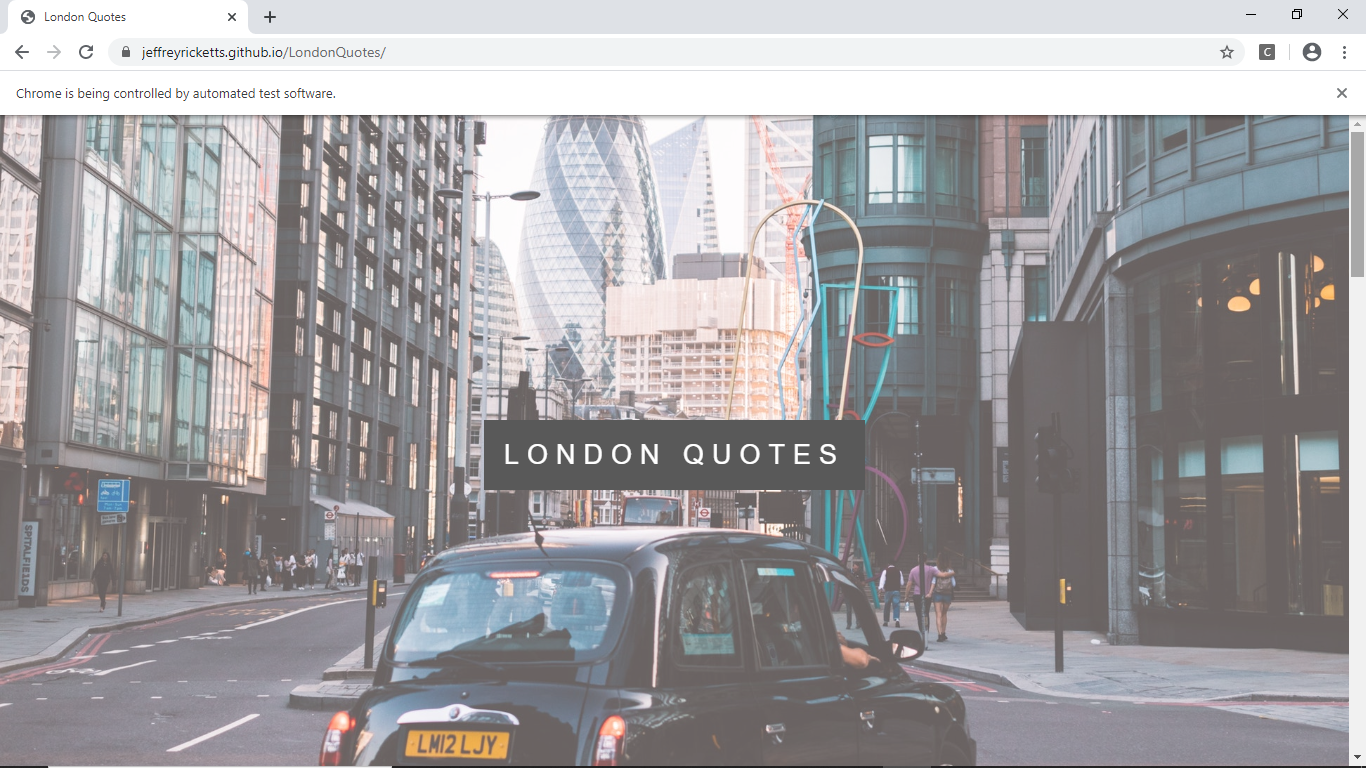 London Quotes
jeffreyricketts.github.io/LondonQuotes/
C
Chrome is being controlled by automated test software.
LONDON QUOTES
SPITALFIELDS
LM12 LJY